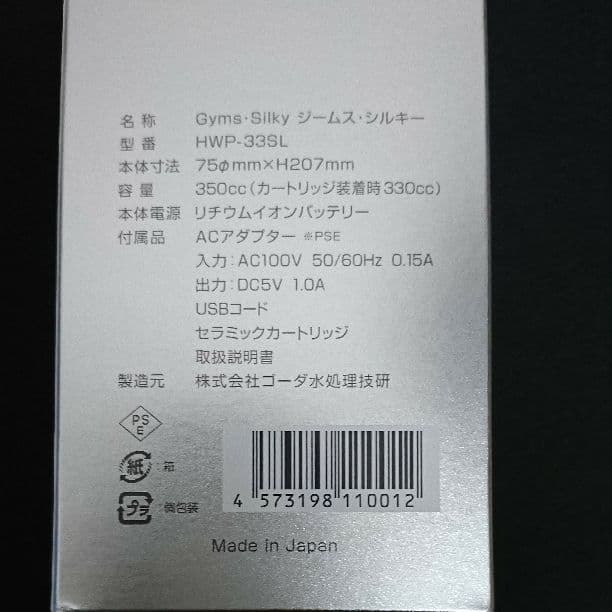 名称 Gyms・Silky ジームス・シルキー
型番 HWP-33SL
本体寸法 75φmm×H207mm
容量 350cc(カートリッジ装着時330cc)
本体電源 リチウムイオンバッテリー
付属品 ACアダプター ※PSE
入力:AC100V 50/60Hz 0.15A
出力:DC5V 1.0A
USBコード
セラミックカートリッジ
取扱説明書
製造元 株式会社ゴーダ水処理技研
PS
E
紙 :箱
プラ :個包装
4 573198 110012
Made in Japan